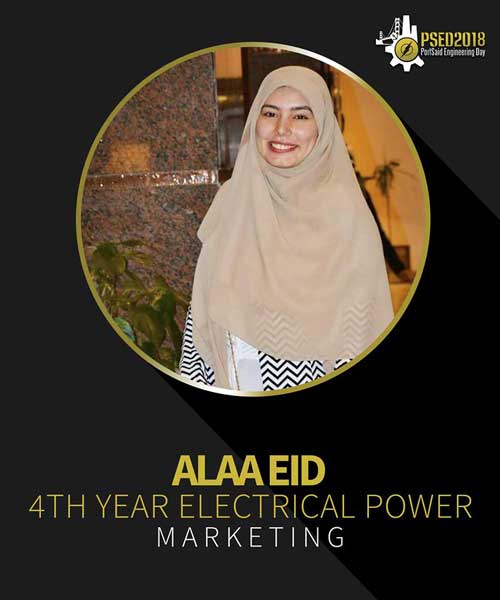 PSED2018
PortSaid Engineering Day
ALAA EID
4TH YEAR ELECTRICAL POWER
MARKETING